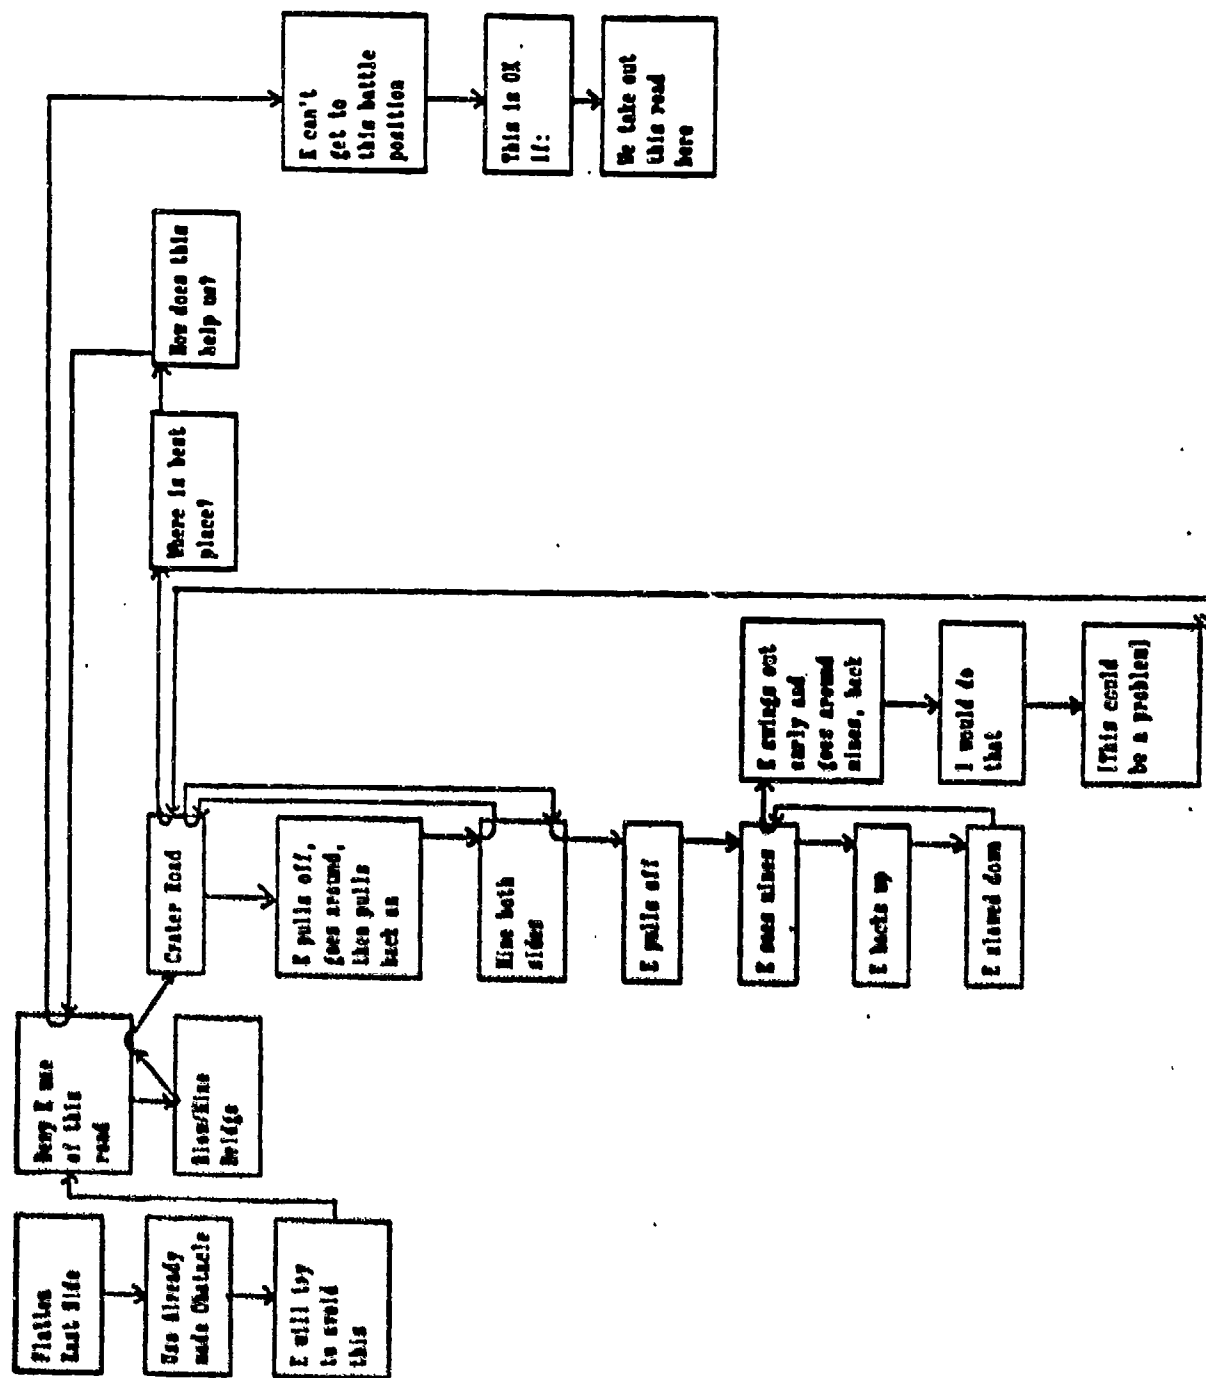 Flatten
East Side
Use Already
made Obstacle
E will try
to avoid
this
Deny E use
of this
road
Blow/Mine
Bridge
Crater Road
E pulls off,
goes around,
then pulls
back on
Mine both
sides
E pulls off
E sees mines
E backs up
E slowed down
E swings out
early and
goes around
mines, back
I would do
that
[This could
be a problem]
Where is best
place?
How does this
help us?
E can't
get to
this battle
position
This is OK
if:
We take out
this road
here